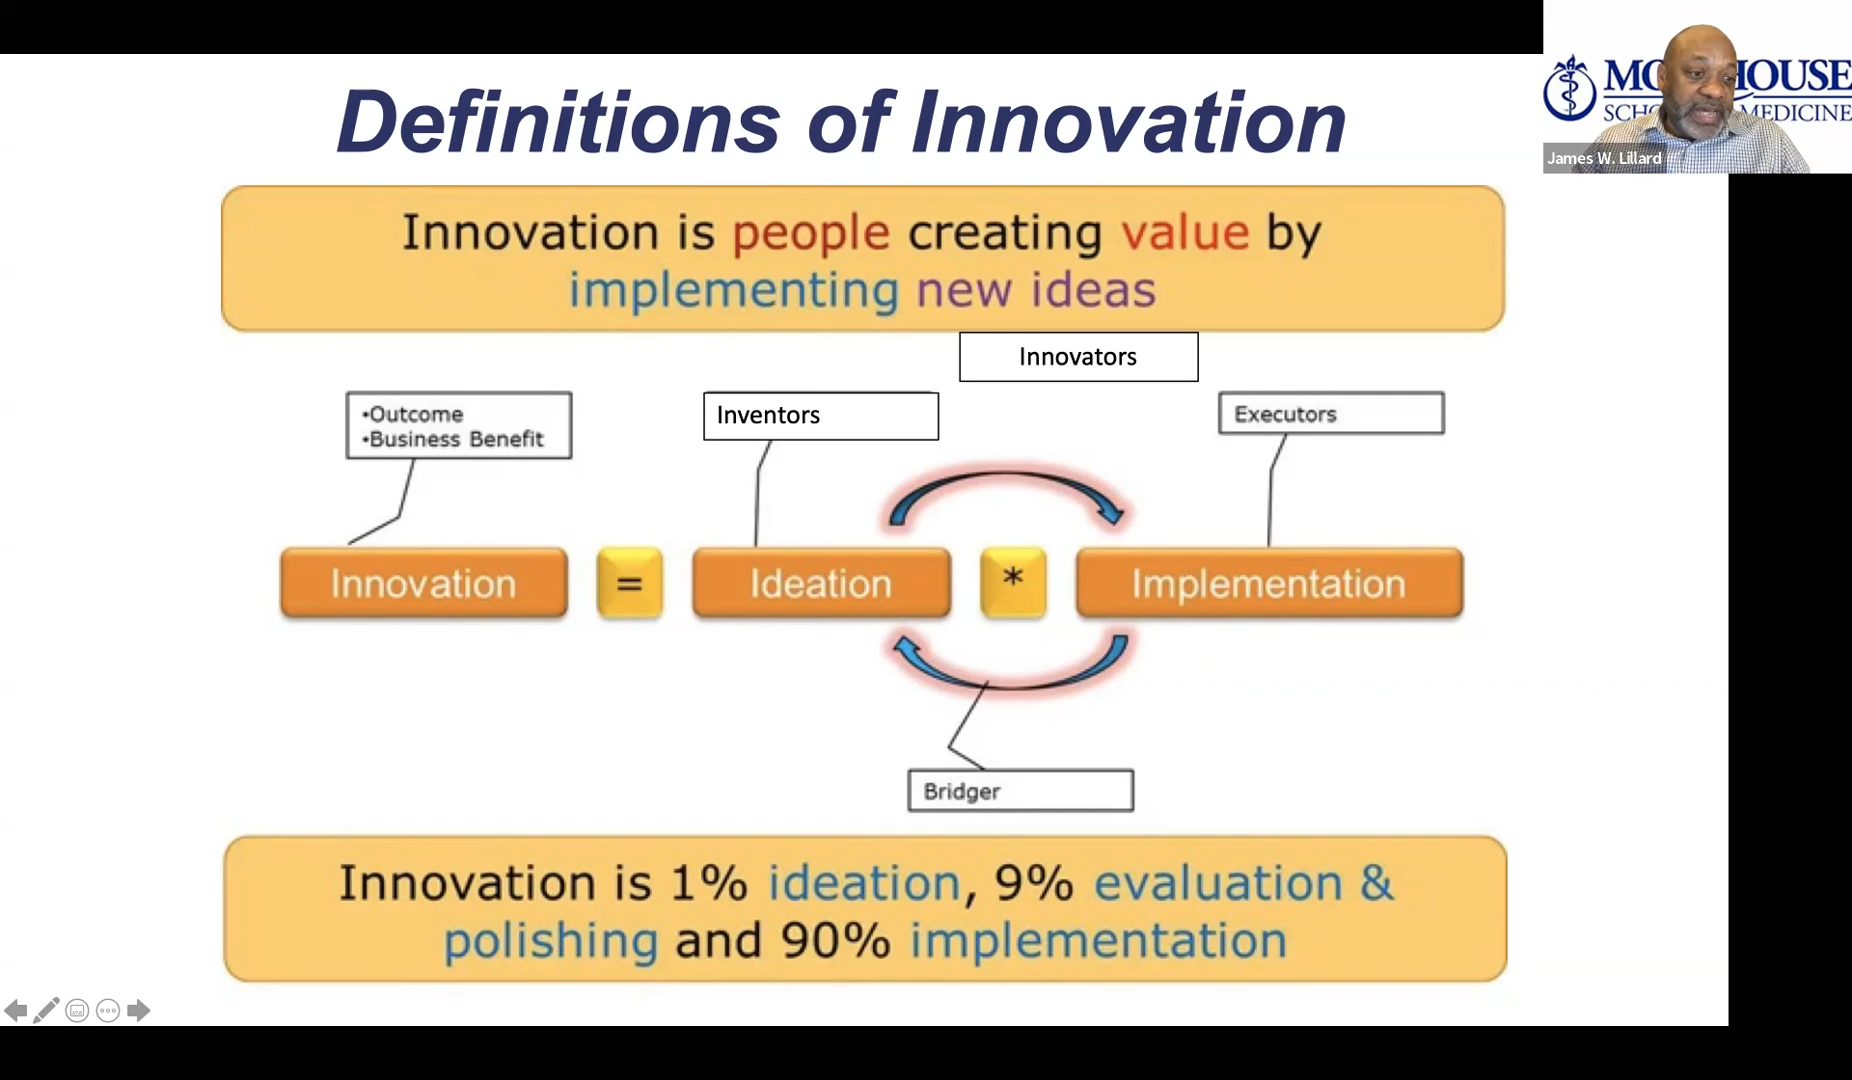 Definitions of Innovation
Innovation is people creating value by
implementing new ideas
Innovators
•Outcome
•Business Benefit
Inventors
Executors
Innovation = Ideation * Implementation
Bridger
Innovation is 1% ideation, 9% evaluation &
polishing and 90% implementation
James W. Lillard